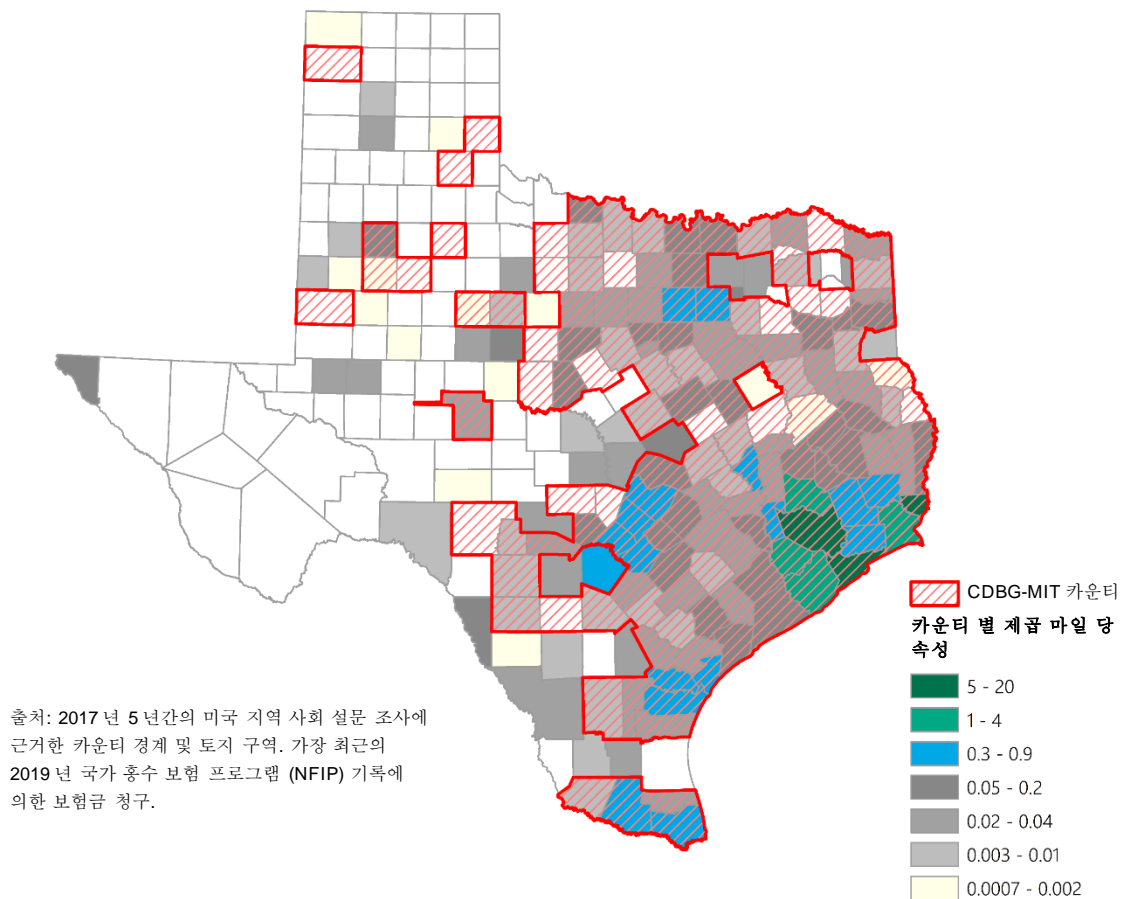 CDBG-MIT 카운티
카운티 별 제곱 마일 당
속성
5 - 20
1 - 4
0.3 - 0.9
0.05 - 0.2
0.02 - 0.04
0.003 - 0.01
0.0007 - 0.002
출처: 2017 년 5 년간의 미국 지역 사회 설문 조사에
근거한 카운티 경계 및 토지 구역. 가장 최근의
2019 년 국가 홍수 보험 프로그램 (NFIP) 기록에
의한 보험금 청구.